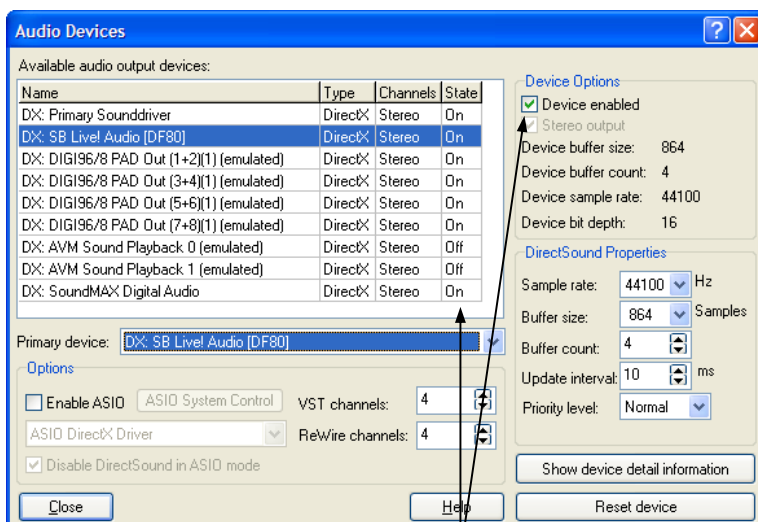 Audio Devices
Available audio output devices:
Name Type Channels State
DX: Primary Sounddriver DirectX Stereo On
DX: SB Live! Audio [DF80] DirectX Stereo On
DX: DIGI96/8 PAD Out (1+2)(1) (emulated) DirectX Stereo On
DX: DIGI96/8 PAD Out (3+4)(1) (emulated) DirectX Stereo On
DX: DIGI96/8 PAD Out (5+6)(1) (emulated) DirectX Stereo On
DX: DIGI96/8 PAD Out (7+8)(1) (emulated) DirectX Stereo On
DX: AVM Sound Playback 0 (emulated) DirectX Stereo Off
DX: AVM Sound Playback 1 (emulated) DirectX Stereo Off
DX: SoundMAX Digital Audio DirectX Stereo On
Primary device: DX: SB Live! Audio [DF80]
Options
Enable ASIO ASIO System Control VST channels: 4
ASIO DirectX Driver ReWire channels: 4
Disable DirectSound in ASIO mode
Close Help
Device Options
Device enabled
Stereo output
Device buffer size: 864
Device buffer count: 4
Device sample rate: 44100
Device bit depth: 16
DirectSound Properties
Sample rate: 44100 Hz
Buffer size: 864 Samples
Buffer count: 4
Update interval: 10 ms
Priority level: Normal
Show device detail information
Reset device